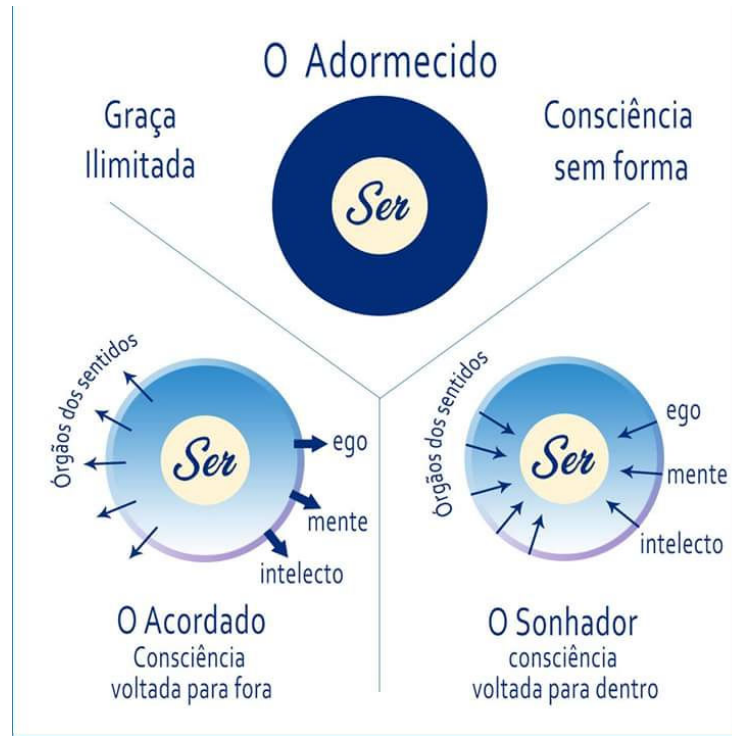 O Adormecido
Graça
Ilimitada
Consciência
sem forma
Ser
Órgãos dos sentidos
Ser
ego
mente
intelecto
O Acordado
Consciência
voltada para fora
Órgãos dos sentidos
Ser
ego
mente
intelecto
O Sonhador
consciência
voltada para dentro